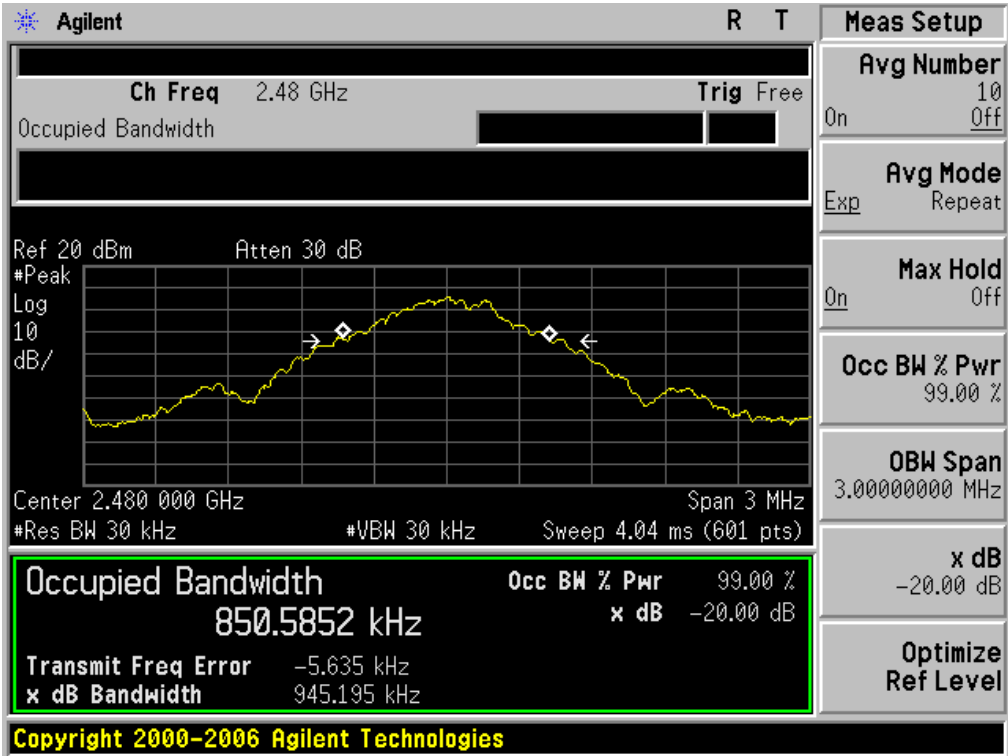 Agilent R T
Ch Freq 2.48 GHz Trig Free
Occupied Bandwidth
Ref 20 dBm Atten 30 dB
#Peak
Log
10
dB/
Center 2.480 000 GHz Span 3 MHz
#Res BW 30 kHz #VBW 30 kHz Sweep 4.04 ms (601 pts)
Occupied Bandwidth Occ BW % Pwr 99.00 %
850.5852 kHz x dB -20.00 dB
Transmit Freq Error -5.635 kHz
x dB Bandwidth 945.195 kHz
Copyright 2000-2006 Agilent Technologies
Meas Setup
Avg Number
10
On Off
Avg Mode
Exp Repeat
Max Hold
On Off
Occ BW % Pwr
99.00 %
OBW Span
3.00000000 MHz
x dB
-20.00 dB
Optimize
Ref Level